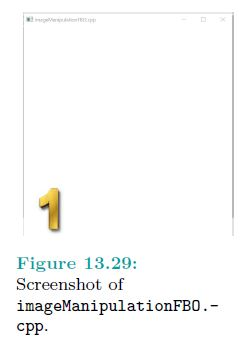 imageManipulationFBO.cpp
1
Figure 13.29:
Screenshot of
imageManipulationFBO.-
cpp.